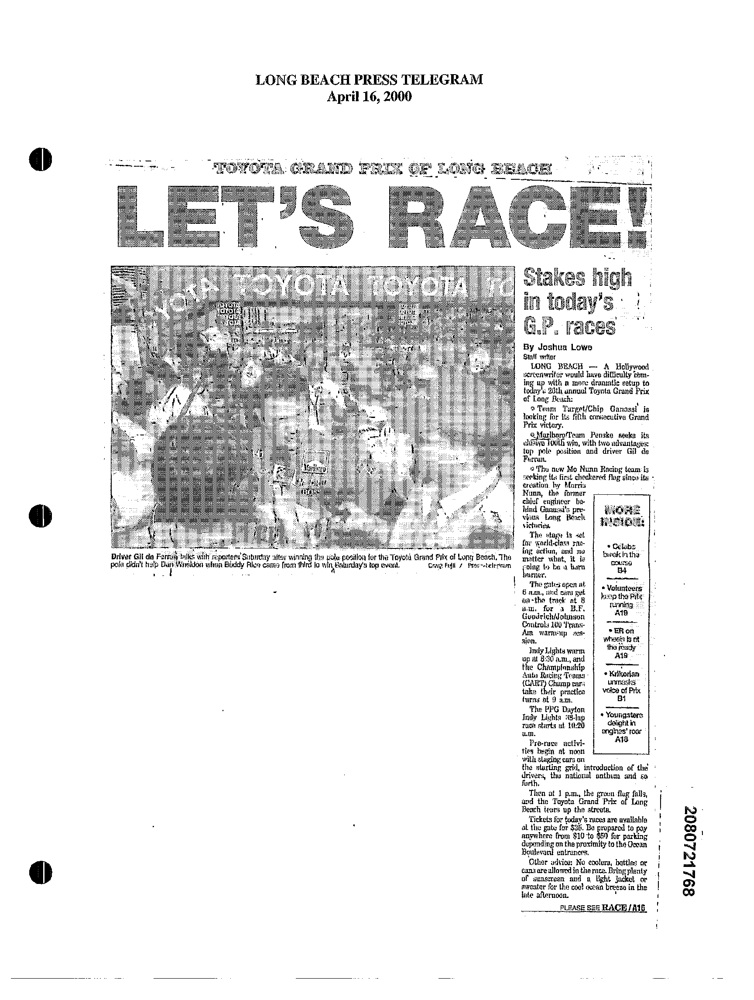 LONG BEACH PRESS TELEGRAM
April 16, 2000
TOYOTA GRAND PRIX OF LONG BEACH
LET'S RACE!
YOTA TOYOTA TOYOTA TO
Marlboro
Driver Gil de Ferran talks with reporters Saturday after winning the pole position for the Toyota Grand Prix of Long Beach. The
pole didn't help Dan Wheldon when Buddy Rice came from third to win Saturday's top event.
/ Press-telegram
Stakes high
in today's
G.P. races
By Joshua Lowe
Staff writer
LONG BEACH — A Hollywood
screenwriter would have difficulty com-
ing up with a more dramatic setup to
today's 26th annual Toyota Grand Prix
of Long Beach:
Team Target/Chip Ganassi is
looking for its fifth consecutive Grand
Prix victory.
Marlboro/Team Penske seeks its
elusive 100th win, with two advantages:
top pole position and driver Gil de
Ferran.
The new Mo Nunn Racing team is
seeking its first checkered flag since its
creation by Morris
Nunn, the former
chief engineer be-
hind Ganassi's pre-
vious Long Beach
victories.
The stage is set
for world-class rac-
ing action, and no
matter what, it is
going to be a barn
burner.
The gates open at
6 a.m., and cars get
on the track at 8
a.m. for a B.F.
Goodrich/Johnson
Controls 100 Trans-
Am warm-up ses-
sion.
Indy Lights warm
up at 8:30 a.m., and
the Championship
Auto Racing Teams
(CART) Champ cars
take their practice
turns at 9 a.m.
The PPG Dayton
Indy Lights 38-lap
race starts at 10:20
a.m.
Pre-race activi-
ties begin at noon
with staging cars on
the starting grid, introduction of the
drivers, the national anthem and so
forth.
Then at 1 p.m., the green flag falls,
and the Toyota Grand Prix of Long
Beach tears up the streets.
Tickets for today's races are available
at the gate for $35. Be prepared to pay
anywhere from $10 to $50 for parking
depending on the proximity to the Ocean
Boulevard entrances.
Other advice: No coolers, bottles or
cans are allowed in the race. Bring plenty
of sunscreen and a light jacket or
sweater for the cool ocean breeze in the
late afternoon.
PLEASE SEE RACE / A16
MORE
INSIDE:
• Celebs
break in the
course
B4
• Volunteers
keep the Prix
running
A19
• ER on
wheels is at
the ready
A19
• Krikorian
unmasks
voice of Prix
B1
• Youngsters
delight in
engines' roar
A18
2080721768